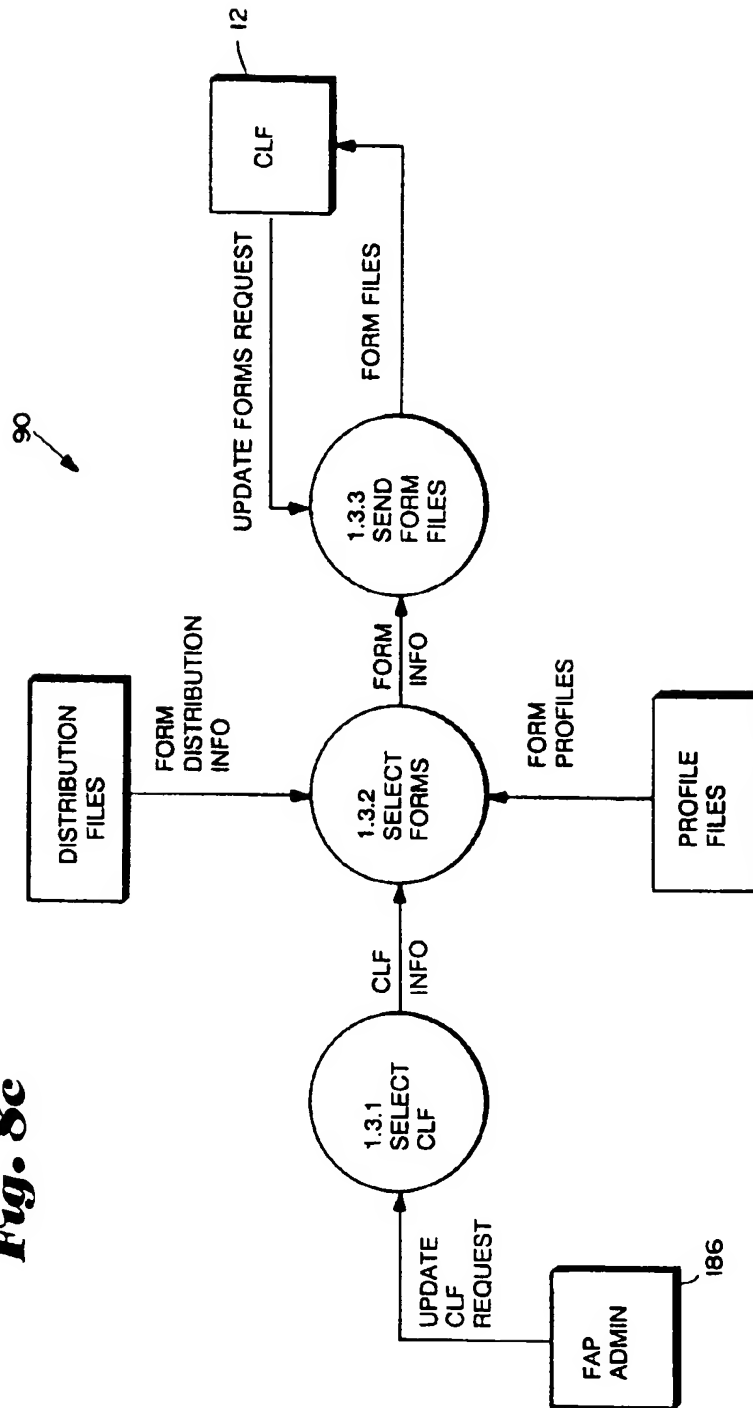 Fig. 8c
90
DISTRIBUTION
FILES
FORM
DISTRIBUTION
INFO
12
CLF
UPDATE FORMS REQUEST
FORM FILES
1.3.1
SELECT
CLF
CLF
INFO
1.3.2
SELECT
FORMS
FORM
INFO
1.3.3
SEND
FORM
FILES
UPDATE
CLF
REQUEST
FAP
ADMIN
186
FORM
PROFILES
PROFILE
FILES